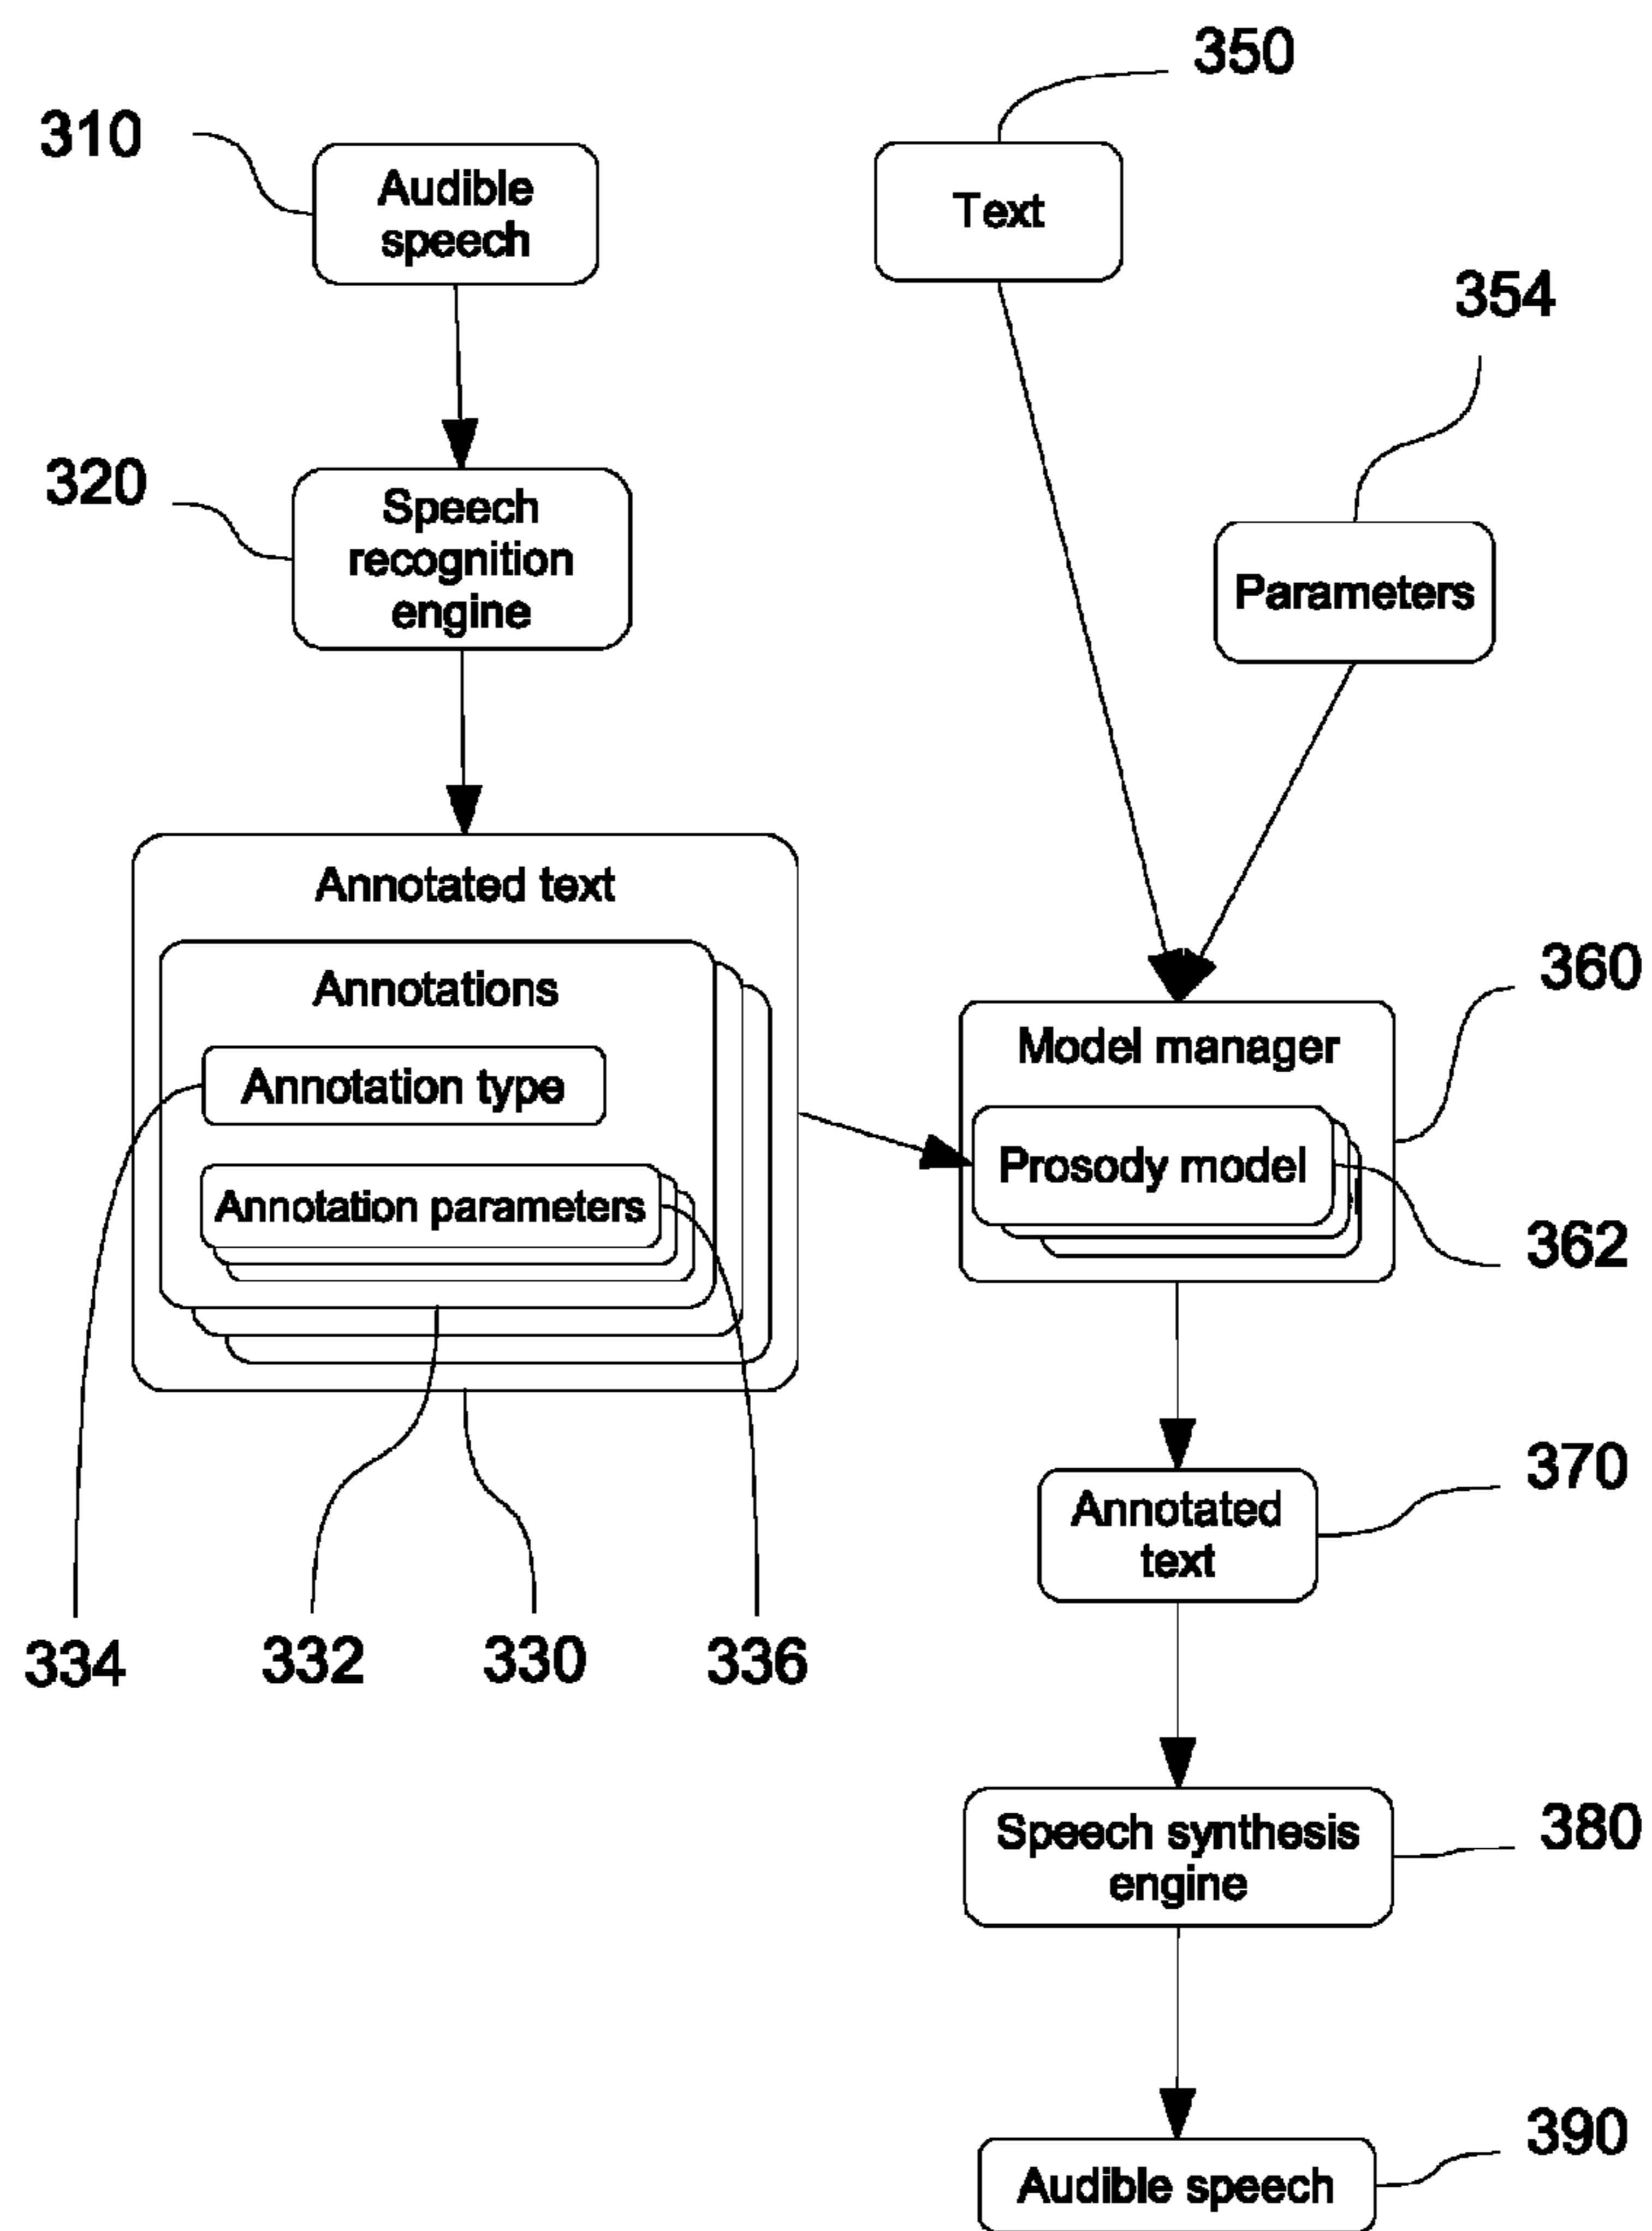 350
310
Audible
speech
Text
354
320
Speech
recognition
engine
Parameters
Annotated text
Annotations
360
Model manager
Annotation type
Prosody model
Annotation parameters
362
370
Annotated
text
334
332
330
336
380
Speech synthesis
engine
390
Audible speech